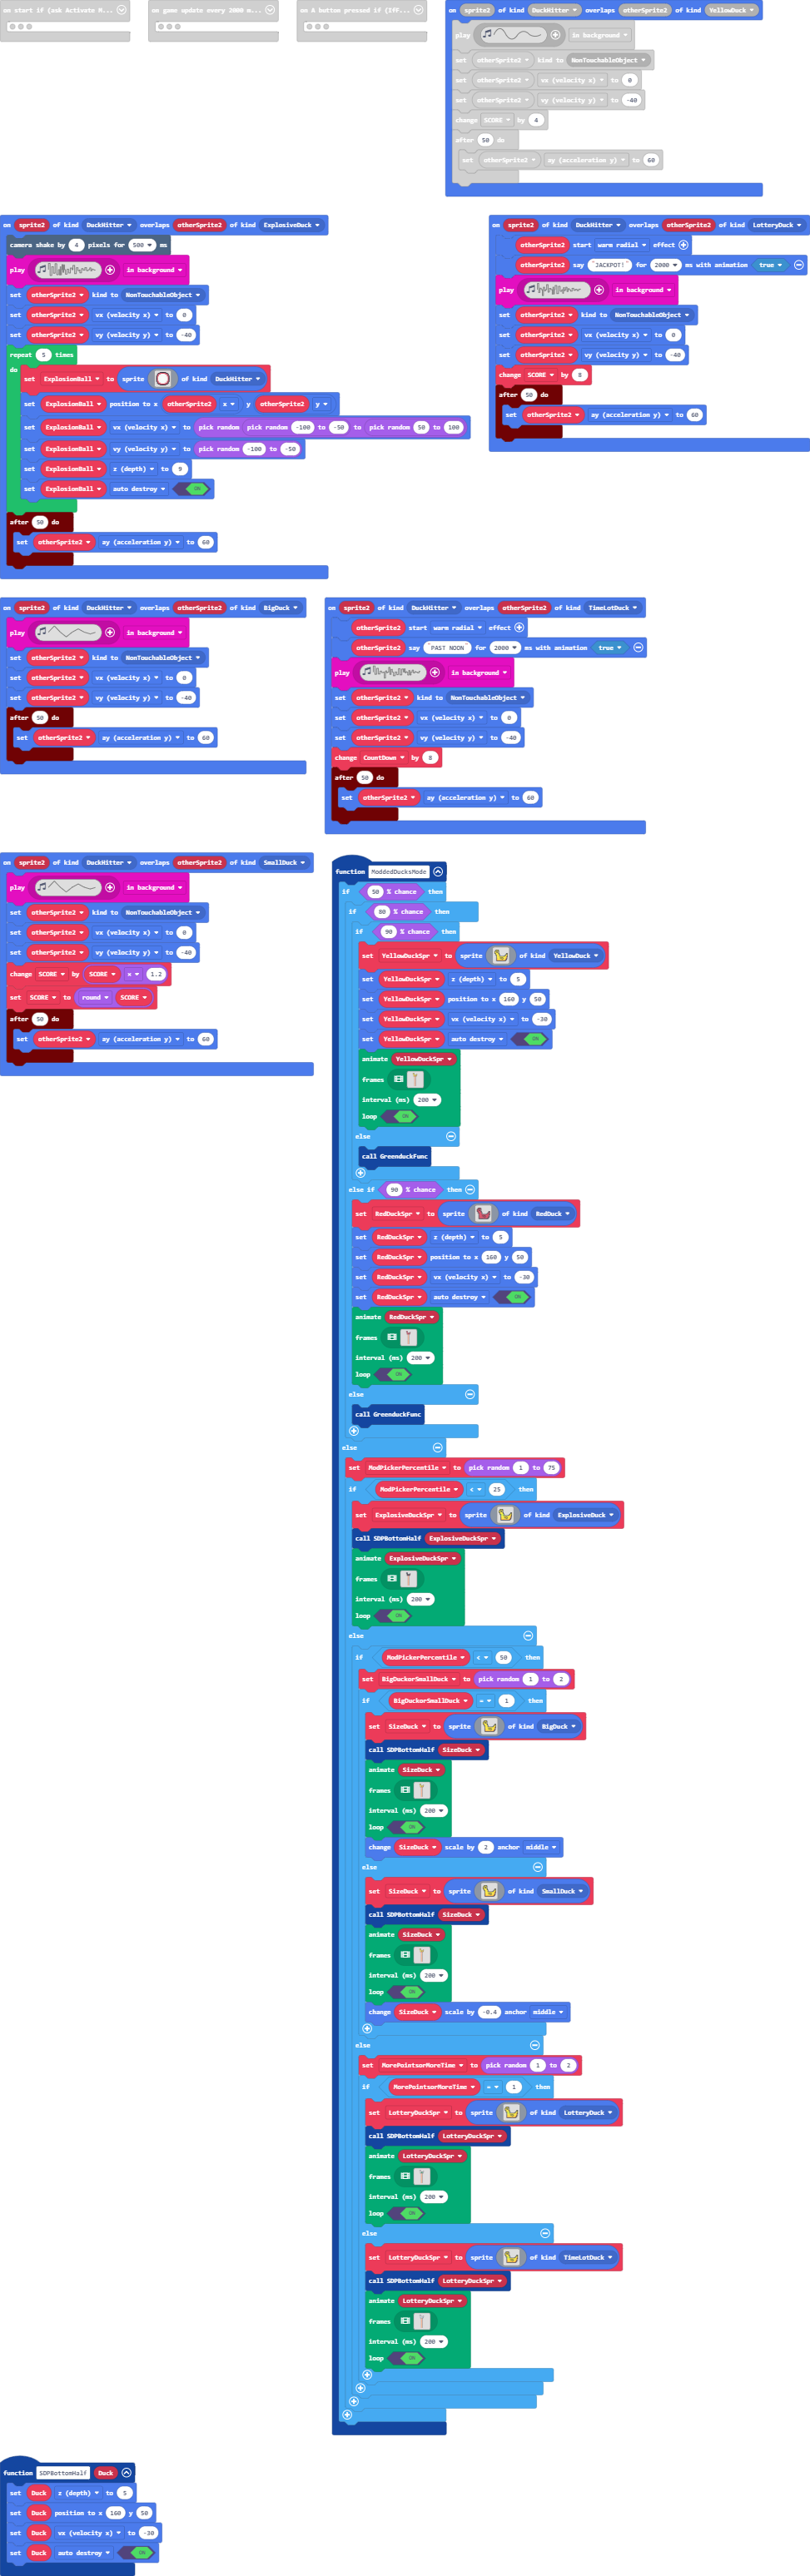 on start if (ask Activate M...
on game update every 2000 m...
on A button pressed if (Iff...
on sprite2 of kind DuckHitter overlaps otherSprite2 of kind YellowDuck
play in background
set otherSprite2 kind to NonTouchableObject
set otherSprite2 vx (velocity x) to 0
set otherSprite2 vy (velocity y) to -40
change SCORE by 4
after 50 do
set otherSprite2 ay (acceleration y) to 60
on sprite2 of kind DuckHitter overlaps otherSprite2 of kind ExplosiveDuck
camera shake by 4 pixels for 500 ms
play in background
set otherSprite2 kind to NonTouchableObject
set otherSprite2 vx (velocity x) to 0
set otherSprite2 vy (velocity y) to -40
repeat 5 times
do
set ExplosionBall to sprite of kind DuckHitter
set ExplosionBall position to x otherSprite2 x y otherSprite2 y
set ExplosionBall vx (velocity x) to pick random pick random -100 to -50 to pick random 50 to 100
set ExplosionBall vy (velocity y) to pick random -100 to -50
set ExplosionBall z (depth) to 9
set ExplosionBall auto destroy ON
after 50 do
set otherSprite2 ay (acceleration y) to 60
on sprite2 of kind DuckHitter overlaps otherSprite2 of kind LotteryDuck
otherSprite2 start warm radial effect
otherSprite2 say "JACKPOT!" for 2000 ms with animation true
play in background
set otherSprite2 kind to NonTouchableObject
set otherSprite2 vx (velocity x) to 0
set otherSprite2 vy (velocity y) to -40
change SCORE by 8
after 50 do
set otherSprite2 ay (acceleration y) to 60
on sprite2 of kind DuckHitter overlaps otherSprite2 of kind BigDuck
play in background
set otherSprite2 kind to NonTouchableObject
set otherSprite2 vx (velocity x) to 0
set otherSprite2 vy (velocity y) to -40
after 50 do
set otherSprite2 ay (acceleration y) to 60
on sprite2 of kind DuckHitter overlaps otherSprite2 of kind TimeLotDuck
otherSprite2 start warm radial effect
otherSprite2 say "PAST NOON" for 2000 ms with animation true
play in background
set otherSprite2 kind to NonTouchableObject
set otherSprite2 vx (velocity x) to 0
set otherSprite2 vy (velocity y) to -40
change CountDown by 8
after 50 do
set otherSprite2 ay (acceleration y) to 60
on sprite2 of kind DuckHitter overlaps otherSprite2 of kind SmallDuck
play in background
set otherSprite2 kind to NonTouchableObject
set otherSprite2 vx (velocity x) to 0
set otherSprite2 vy (velocity y) to -40
change SCORE by SCORE x 1.2
set SCORE to round SCORE
after 50 do
set otherSprite2 ay (acceleration y) to 60
function ModdedDucksMode
if 50 % chance then
if 80 % chance then
if 90 % chance then
set YellowDuckSpr to sprite of kind YellowDuck
set YellowDuckSpr z (depth) to 5
set YellowDuckSpr position to x 160 y 50
set YellowDuckSpr vx (velocity x) to -30
set YellowDuckSpr auto destroy ON
animate YellowDuckSpr
frames
interval (ms) 200
loop ON
else
call GreenduckFunc
else if 90 % chance then
set RedDuckSpr to sprite of kind RedDuck
set RedDuckSpr z (depth) to 5
set RedDuckSpr position to x 160 y 50
set RedDuckSpr vx (velocity x) to -30
set RedDuckSpr auto destroy ON
animate RedDuckSpr
frames
interval (ms) 200
loop ON
else
call GreenduckFunc
else
set ModPickerPercentile to pick random 1 to 75
if ModPickerPercentile < 25 then
set ExplosiveDuckSpr to sprite of kind ExplosiveDuck
call SDPBottomHalf ExplosiveDuckSpr
animate ExplosiveDuckSpr
frames
interval (ms) 200
loop ON
else
if ModPickerPercentile < 50 then
set BigDuckorSmallDuck to pick random 1 to 2
if BigDuckorSmallDuck = 1 then
set SizeDuck to sprite of kind BigDuck
call SDPBottomHalf SizeDuck
animate SizeDuck
frames
interval (ms) 200
loop ON
change SizeDuck scale by 2 anchor middle
else
set SizeDuck to sprite of kind SmallDuck
call SDPBottomHalf SizeDuck
animate SizeDuck
frames
interval (ms) 200
loop ON
change SizeDuck scale by -0.4 anchor middle
else
set MorePointsorMoreTime to pick random 1 to 2
if MorePointsorMoreTime = 1 then
set LotteryDuckSpr to sprite of kind LotteryDuck
call SDPBottomHalf LotteryDuckSpr
animate LotteryDuckSpr
frames
interval (ms) 200
loop ON
else
set LotteryDuckSpr to sprite of kind TimeLotDuck
call SDPBottomHalf LotteryDuckSpr
animate LotteryDuckSpr
frames
interval (ms) 200
loop ON
function SDPBottomHalf Duck
set Duck z (depth) to 5
set Duck position to x 160 y 50
set Duck vx (velocity x) to -30
set Duck auto destroy ON